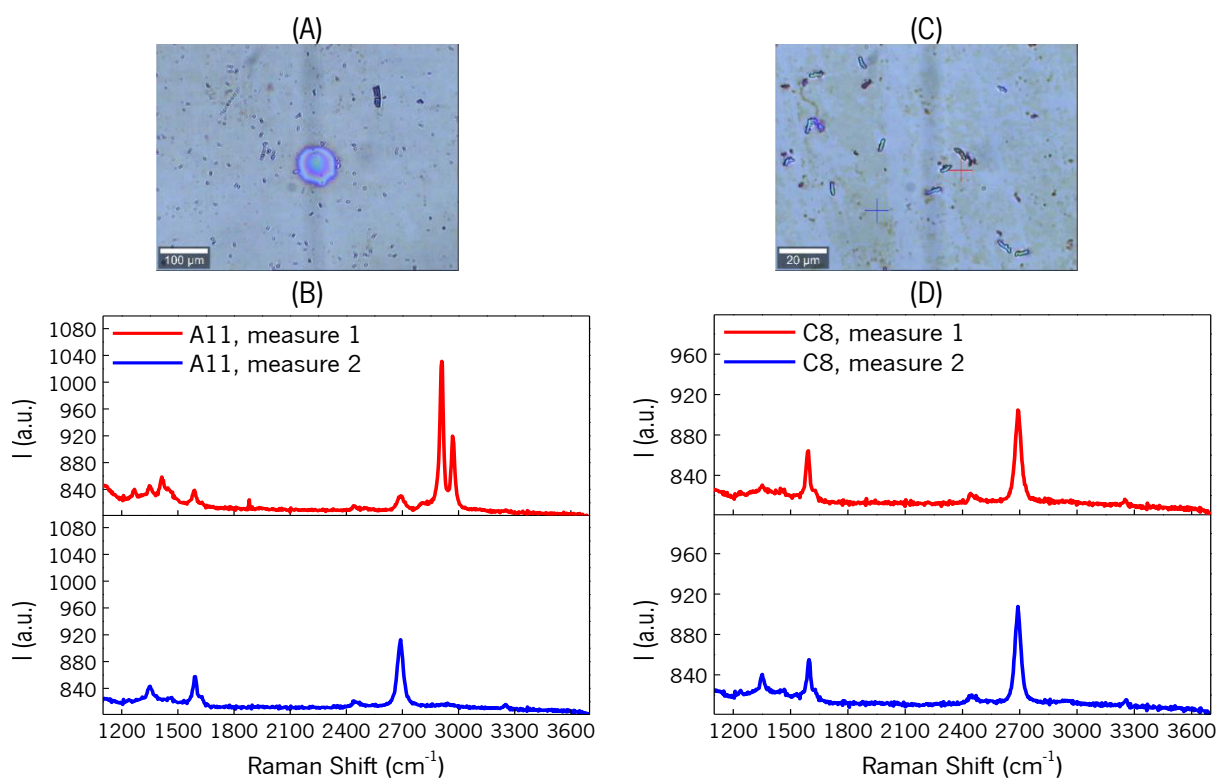 (A)
(C)
100 µm
20 µm
(B)
(D)
1080
1040
1000
960
920
880
840
I (a.u.)
A11, measure 1
A11, measure 2
1080
1040
1000
960
920
880
840
I (a.u.)
1200 1500 1800 2100 2400 2700 3000 3300 3600
Raman Shift (cm⁻¹)
960
920
880
840
I (a.u.)
C8, measure 1
C8, measure 2
960
920
880
840
I (a.u.)
1200 1500 1800 2100 2400 2700 3000 3300 3600
Raman Shift (cm⁻¹)